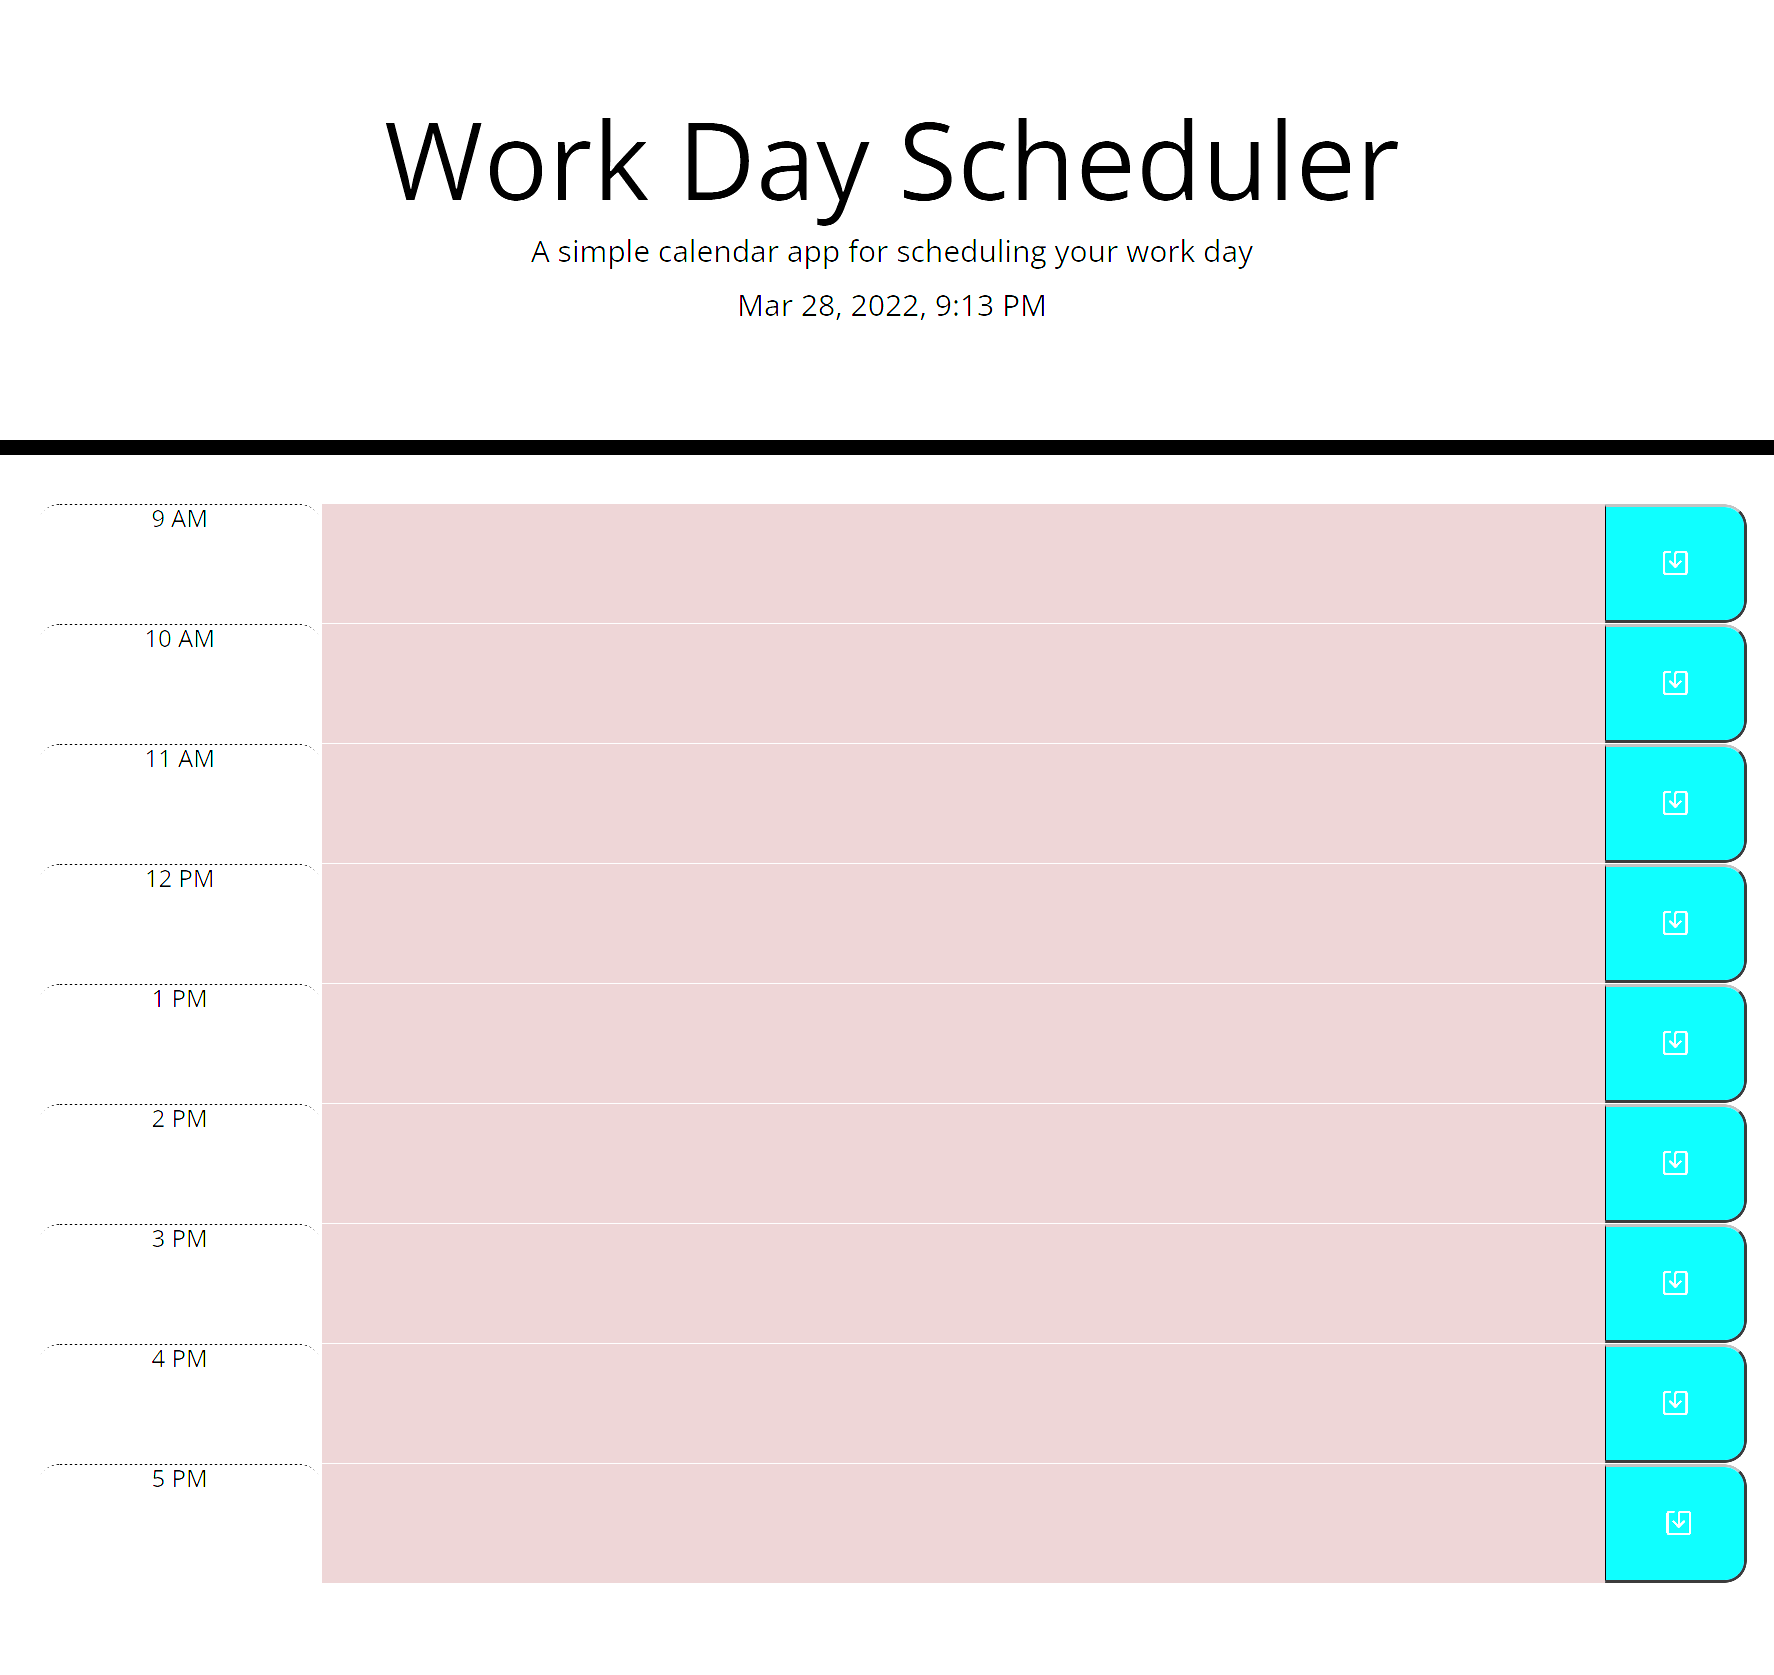 Work Day Scheduler
A simple calendar app for scheduling your work day
Mar 28, 2022, 9:13 PM
9 AM
10 AM
11 AM
12 PM
1 PM
2 PM
3 PM
4 PM
5 PM